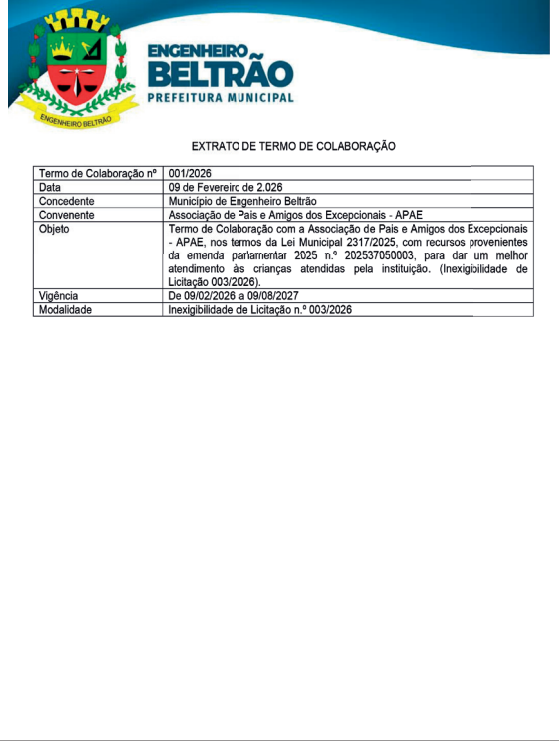 ENGENHEIRO
BELTRÃO
PREFEITURA MUNICIPAL
ENGENHEIRO BELTRÃO
EXTRATO DE TERMO DE COLABORAÇÃO
Termo de Colaboração nº 001/2026
Data 09 de Fevereiro de 2.026
Concedente Município de Engenheiro Beltrão
Convenente Associação de Pais e Amigos dos Excepcionais - APAE
Objeto Termo de Colaboração com a Associação de Pais e Amigos dos Excepcionais
- APAE, nos termos da Lei Municipal 2317/2025, com recursos provenientes
da emenda parlamentar 2025 n.º 202537050003, para dar um melhor
atendimento às crianças atendidas pela instituição. (Inexigibilidade de
Licitação 003/2026).
Vigência De 09/02/2026 a 09/08/2027
Modalidade Inexigibilidade de Licitação n.º 003/2026